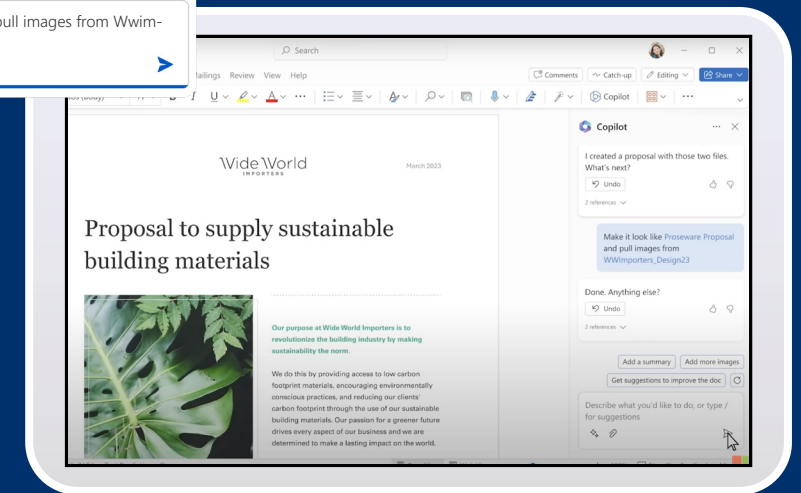 pull images from Wwim-
Search
Mailings Review View Help
Comments Catch-up Editing Share
B I U A Copilot
Copilot
Wide World
IMPORTERS
March 2023
Proposal to supply sustainable
building materials
Our purpose at Wide World Importers is to
revolutionize the building industry by making
sustainability the norm.
We do this by providing access to low carbon
footprint materials, encouraging environmentally
conscious practices, and reducing our clients'
carbon footprint through the use of our sustainable
building materials. Our passion for a greener future
drives every aspect of our business and we are
determined to make a lasting impact on the world.
I created a proposal with those two files.
What's next?
Undo
2 references
Make it look like Proseware Proposal
and pull images from
WWImporters_Design23
Done. Anything else?
Undo
2 references
Add a summary Add more images
Get suggestions to improve the doc
Describe what you'd like to do, or type /
for suggestions